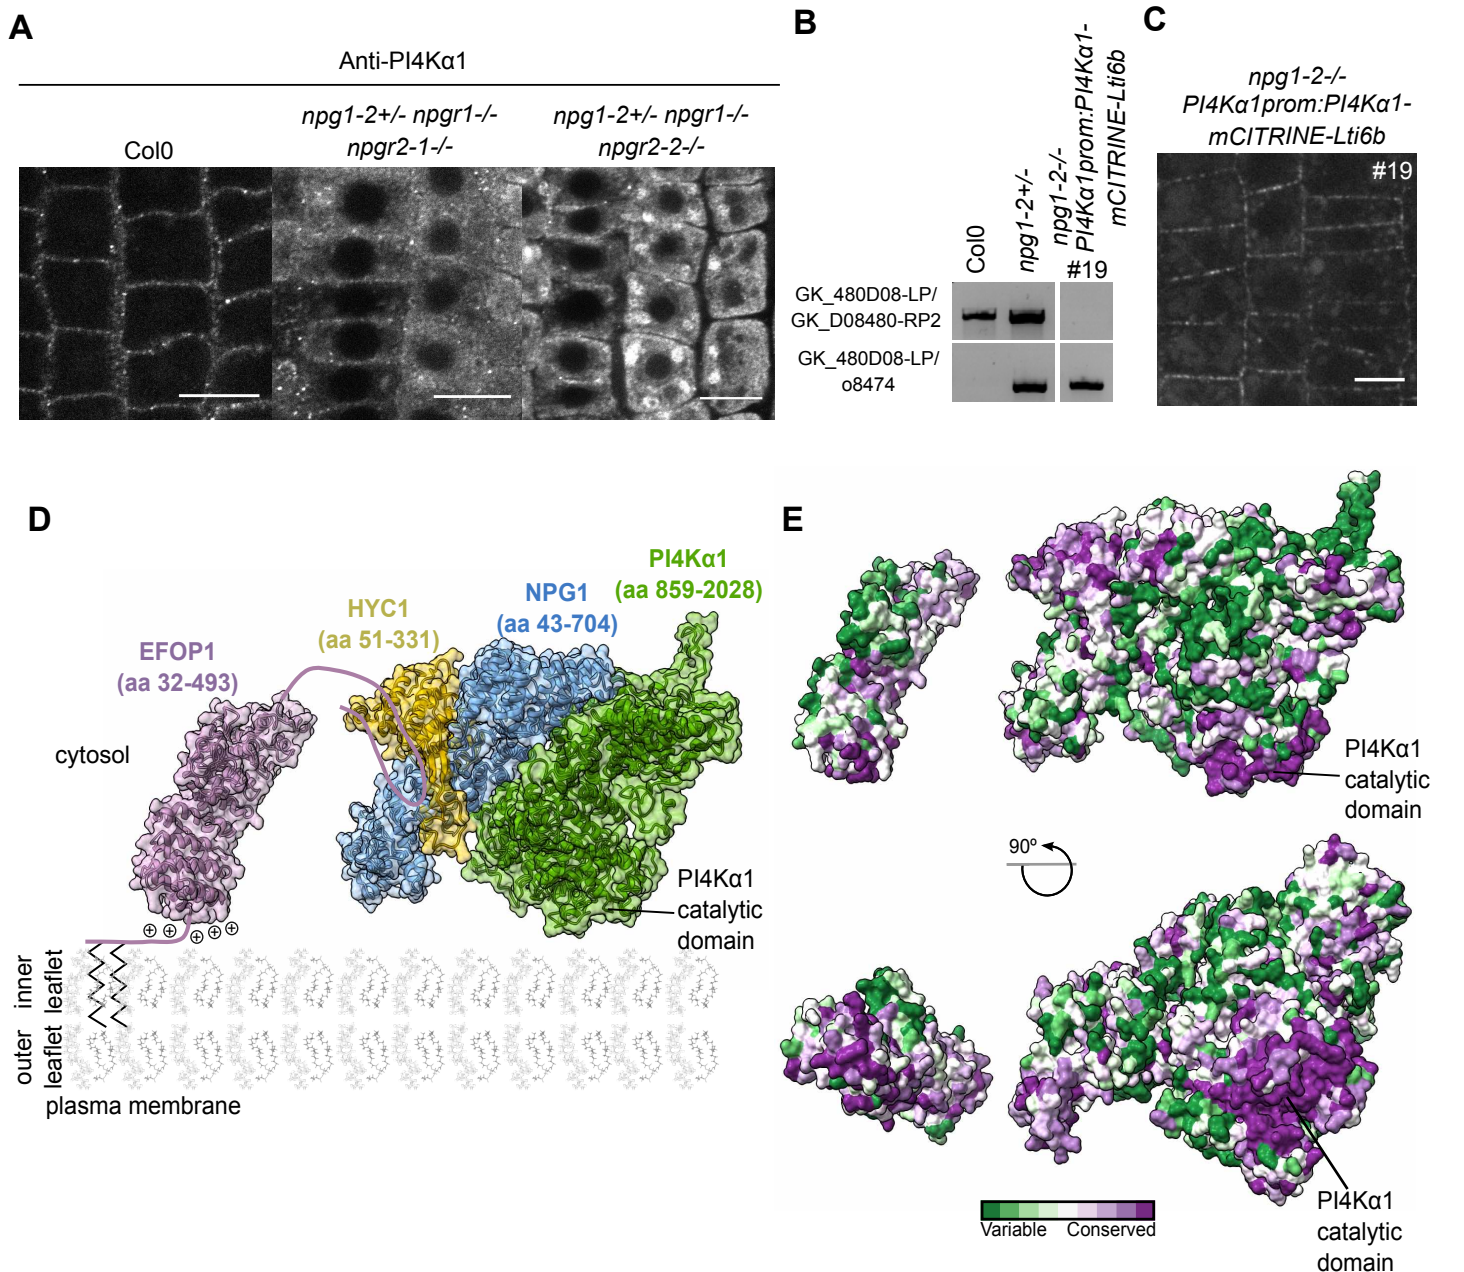 A
Anti-PI4Kα1
Col0
npg1-2+/- npgr1-/-
npgr2-1-/-
npg1-2+/- npgr1-/-
npgr2-2-/-
B
Col0
npg1-2+/-
npg1-2-/-
PI4Kα1prom:PI4Kα1-
mCITRINE-Lti6b
#19
GK_480D08-LP/
GK_D08480-RP2
GK_480D08-LP/
o8474
C
npg1-2-/-
PI4Kα1prom:PI4Kα1-
mCITRINE-Lti6b
#19
D
EFOP1
(aa 32-493)
HYC1
(aa 51-331)
NPG1
(aa 43-704)
PI4Kα1
(aa 859-2028)
cytosol
PI4Kα1
catalytic
domain
inner
leaflet
outer
leaflet
plasma membrane
E
PI4Kα1
catalytic
domain
90º
PI4Kα1
catalytic
domain
Variable Conserved